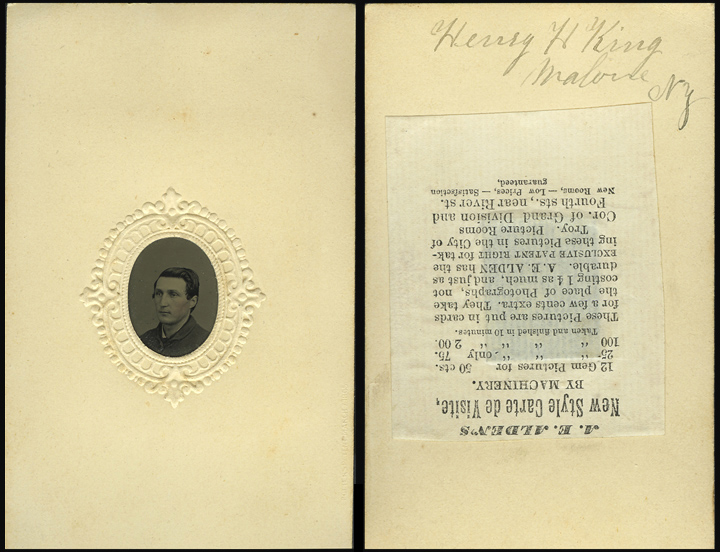 Henry H King
Malone
NY
A. E. ALDEN'S
New Style Carte de Visite,
BY MACHINERY.
12 Gem Pictures for 50 cts.
25 " " " only 75.
100 " " " " 2 00.
Taken and finished in 10 minutes.
These Pictures are put in cards
for a few cents extra. They take
the place of Photographs, not
costing 1 4 as much, and just as
durable. A. E. ALDEN has the
EXCLUSIVE PATENT RIGHT for tak-
ing these Pictures in the City of
Troy. Picture Rooms
Cor. of Grand Division and
Fourth sts., near River st.
New Rooms, — Low Prices, — Satisfaction
guaranteed,